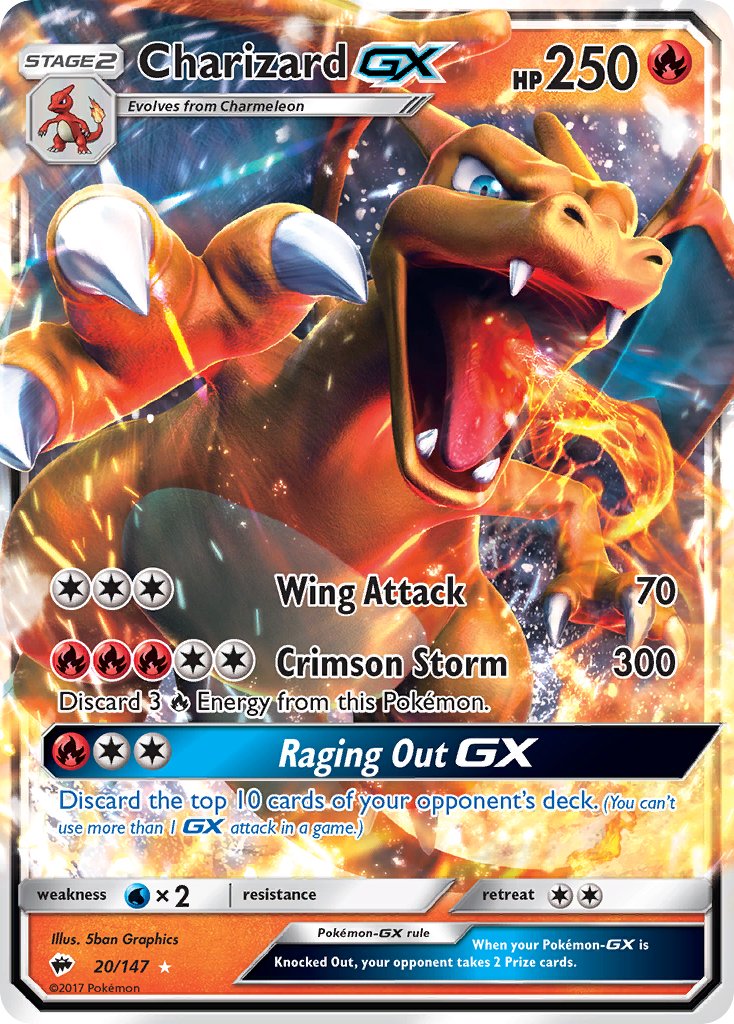 STAGE2
Charizard GX
HP250
Evolves from Charmeleon
Wing Attack 70
Crimson Storm 300
Discard 3 Energy from this Pokémon.
Raging Out GX
Discard the top 10 cards of your opponent's deck. (You can't
use more than 1 GX attack in a game.)
weakness ×2 resistance retreat
Illus. 5ban Graphics
20/147
©2017 Pokémon
Pokémon-GX rule
When your Pokémon-GX is
Knocked Out, your opponent takes 2 Prize cards.